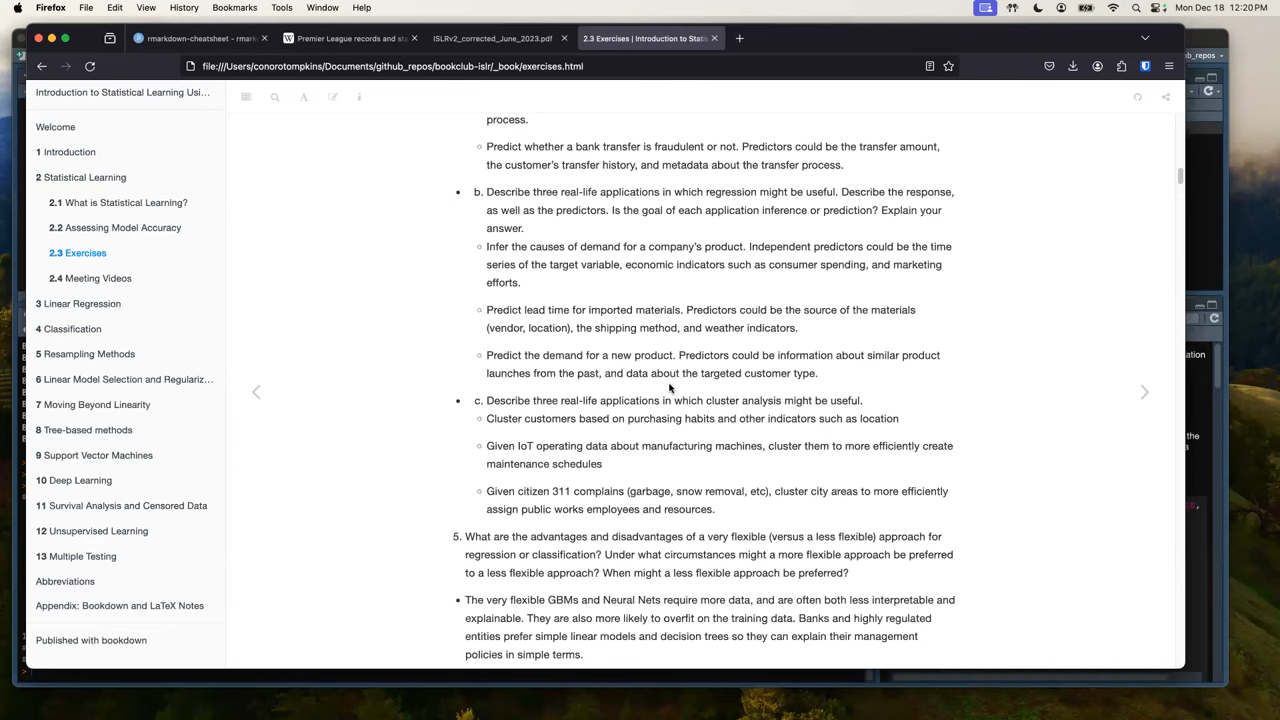 Firefox File Edit View History Bookmarks Tools Window Help Mon Dec 18 12:20 PM
rmarkdown-cheatsheet - rmar
Premier League records and sta
ISLRv2_corrected_June_2023.pdf
2.3 Exercises | Introduction to Stati
file:///Users/conorotompkins/Documents/github_repos/bookclub-islr/_book/exercises.html
Introduction to Statistical Learning Usi...
Welcome
1 Introduction
2 Statistical Learning
2.1 What is Statistical Learning?
2.2 Assessing Model Accuracy
2.3 Exercises
2.4 Meeting Videos
3 Linear Regression
4 Classification
5 Resampling Methods
6 Linear Model Selection and Regulariz...
7 Moving Beyond Linearity
8 Tree-based methods
9 Support Vector Machines
10 Deep Learning
11 Survival Analysis and Censored Data
12 Unsupervised Learning
13 Multiple Testing
Abbreviations
Appendix: Bookdown and LaTeX Notes
Published with bookdown
process.
Predict whether a bank transfer is fraudulent or not. Predictors could be the transfer amount,
the customer's transfer history, and metadata about the transfer process.
b. Describe three real-life applications in which regression might be useful. Describe the response,
as well as the predictors. Is the goal of each application inference or prediction? Explain your
answer.
Infer the causes of demand for a company's product. Independent predictors could be the time
series of the target variable, economic indicators such as consumer spending, and marketing
efforts.
Predict lead time for imported materials. Predictors could be the source of the materials
(vendor, location), the shipping method, and weather indicators.
Predict the demand for a new product. Predictors could be information about similar product
launches from the past, and data about the targeted customer type.
c. Describe three real-life applications in which cluster analysis might be useful.
Cluster customers based on purchasing habits and other indicators such as location
Given IoT operating data about manufacturing machines, cluster them to more efficiently create
maintenance schedules
Given citizen 311 complains (garbage, snow removal, etc), cluster city areas to more efficiently
assign public works employees and resources.
5. What are the advantages and disadvantages of a very flexible (versus a less flexible) approach for
regression or classification? Under what circumstances might a more flexible approach be preferred
to a less flexible approach? When might a less flexible approach be preferred?
The very flexible GBMs and Neural Nets require more data, and are often both less interpretable and
explainable. They are also more likely to overfit on the training data. Banks and highly regulated
entities prefer simple linear models and decision trees so they can explain their management
policies in simple terms.